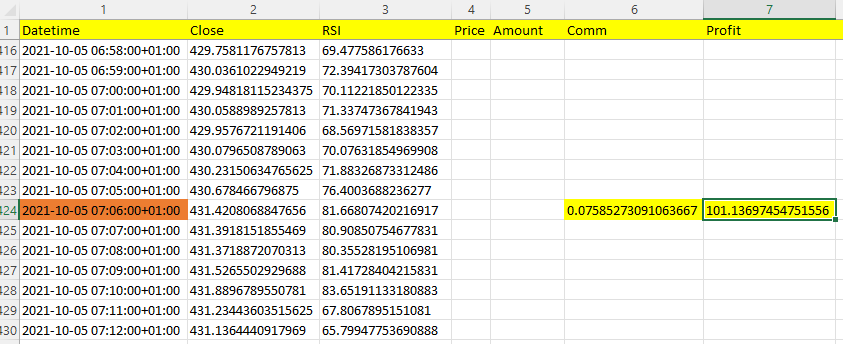 1 2 3 4 5 6 7
1 Datetime Close RSI Price Amount Comm Profit
416 2021-10-05 06:58:00+01:00 429.7581176757813 69.477586176633
417 2021-10-05 06:59:00+01:00 430.0361022949219 72.39417303787604
418 2021-10-05 07:00:00+01:00 429.94818115234375 70.11221850122335
419 2021-10-05 07:01:00+01:00 430.0588989257813 71.33747367841943
420 2021-10-05 07:02:00+01:00 429.9576721191406 68.56971581838357
421 2021-10-05 07:03:00+01:00 430.0796508789063 70.07631854969908
422 2021-10-05 07:04:00+01:00 430.23150634765625 71.88326873312486
423 2021-10-05 07:05:00+01:00 430.678466796875 76.4003688236277
424 2021-10-05 07:06:00+01:00 431.4208068847656 81.66807420216917 0.07585273091063667 101.13697454751556
425 2021-10-05 07:07:00+01:00 431.3918151855469 80.90850754677831
426 2021-10-05 07:08:00+01:00 431.3718872070313 80.35528195106981
427 2021-10-05 07:09:00+01:00 431.5265502929688 81.41728404215831
428 2021-10-05 07:10:00+01:00 431.8896789550781 83.65191133180883
429 2021-10-05 07:11:00+01:00 431.23443603515625 67.8067895151081
430 2021-10-05 07:12:00+01:00 431.1364440917969 65.79947753690888